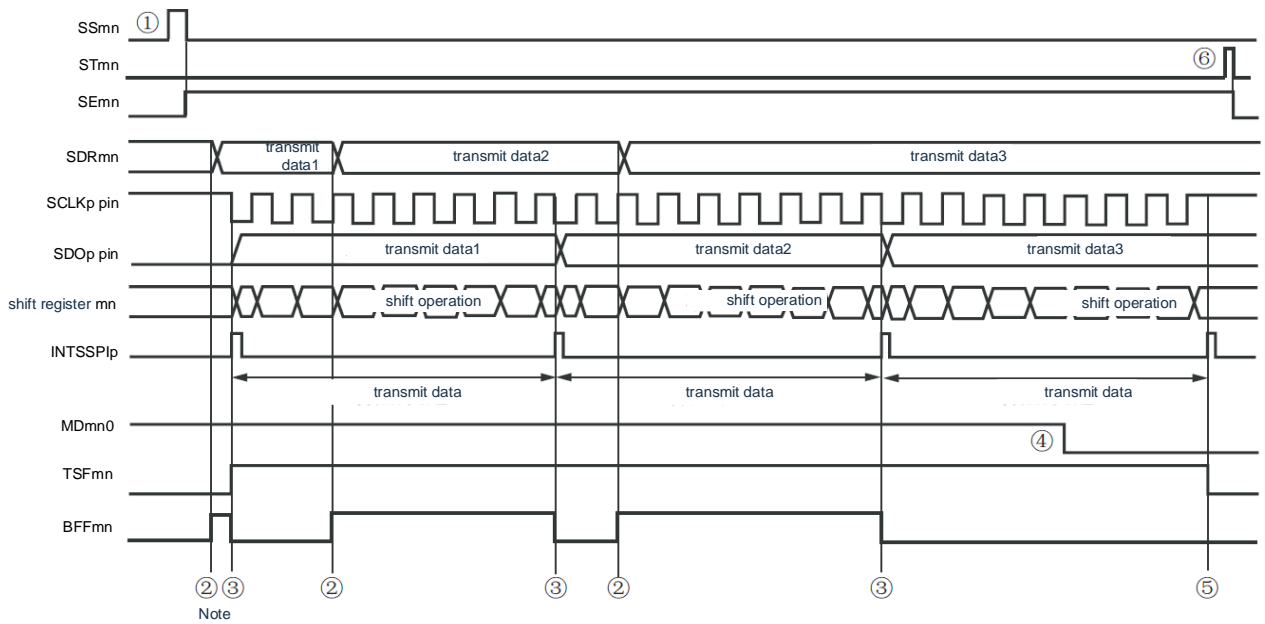 SSmn ①
STmn ⑥
SEmn
SDRmn transmit data1 transmit data2 transmit data3
SCLKp pin
SDOp pin transmit data1 transmit data2 transmit data3
shift register mn shift operation shift operation shift operation
INTSSPIp
transmit data transmit data transmit data
MDmn0 ④
TSFmn
BFFmn
② ③ ② ③ ② ③ ⑤
Note